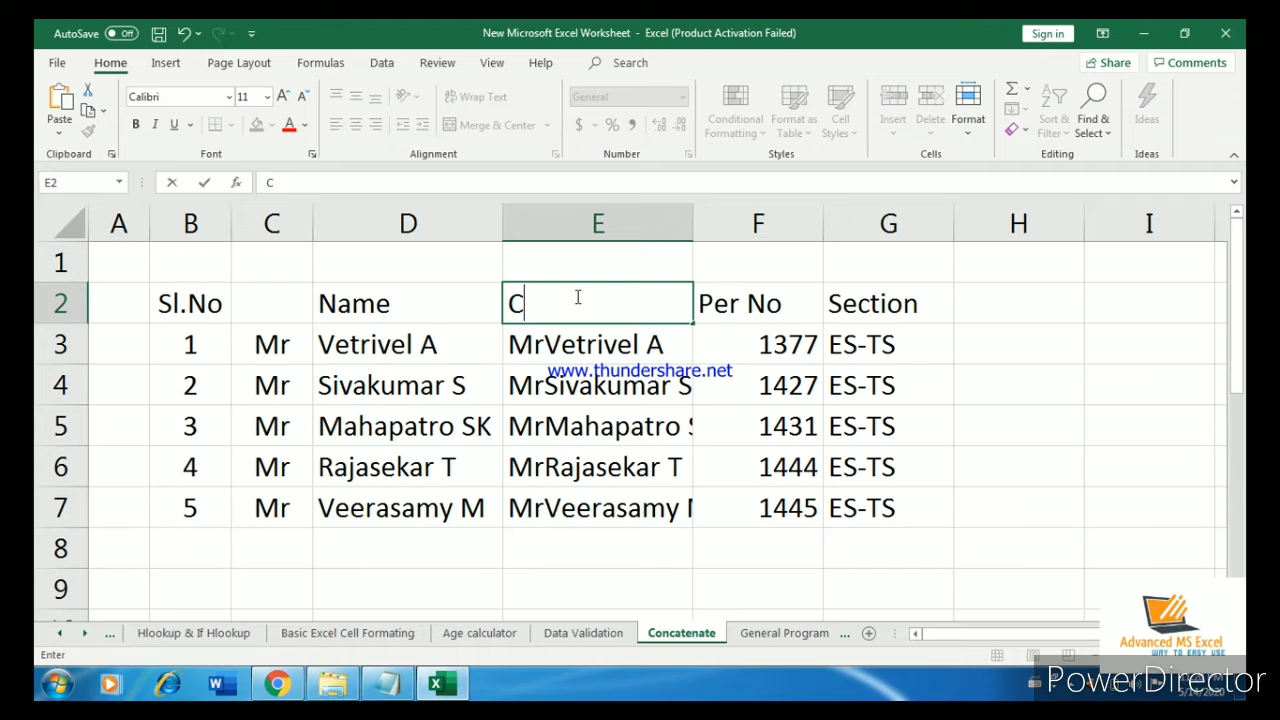 AutoSave Off New Microsoft Excel Worksheet - Excel (Product Activation Failed) Sign in
File Home Insert Page Layout Formulas Data Review View Help Search Share Comments
Calibri 11 Wrap Text General
Paste B I U Merge & Center $ % Conditional Formatting Format as Table Cell Styles Insert Delete Format Sort & Filter Find & Select Ideas
Clipboard Font Alignment Number Styles Cells Editing Ideas
E2 fx C
A B C D E F G H I
1
2 Sl.No Name C Per No Section
3 1 Mr Vetrivel A MrVetrivel A 1377 ES-TS
www.thundershare.net
4 2 Mr Sivakumar S MrSivakumar S 1427 ES-TS
5 3 Mr Mahapatro SK MrMahapatro 1431 ES-TS
6 4 Mr Rajasekar T MrRajasekar T 1444 ES-TS
7 5 Mr Veerasamy M MrVeerasamy 1445 ES-TS
8
9
Advanced MS Excel
WAY TO EASY USE
... Hlookup & If Hlookup Basic Excel Cell Formating Age calculator Data Validation Concatenate General Program ...
Enter
PowerDirector